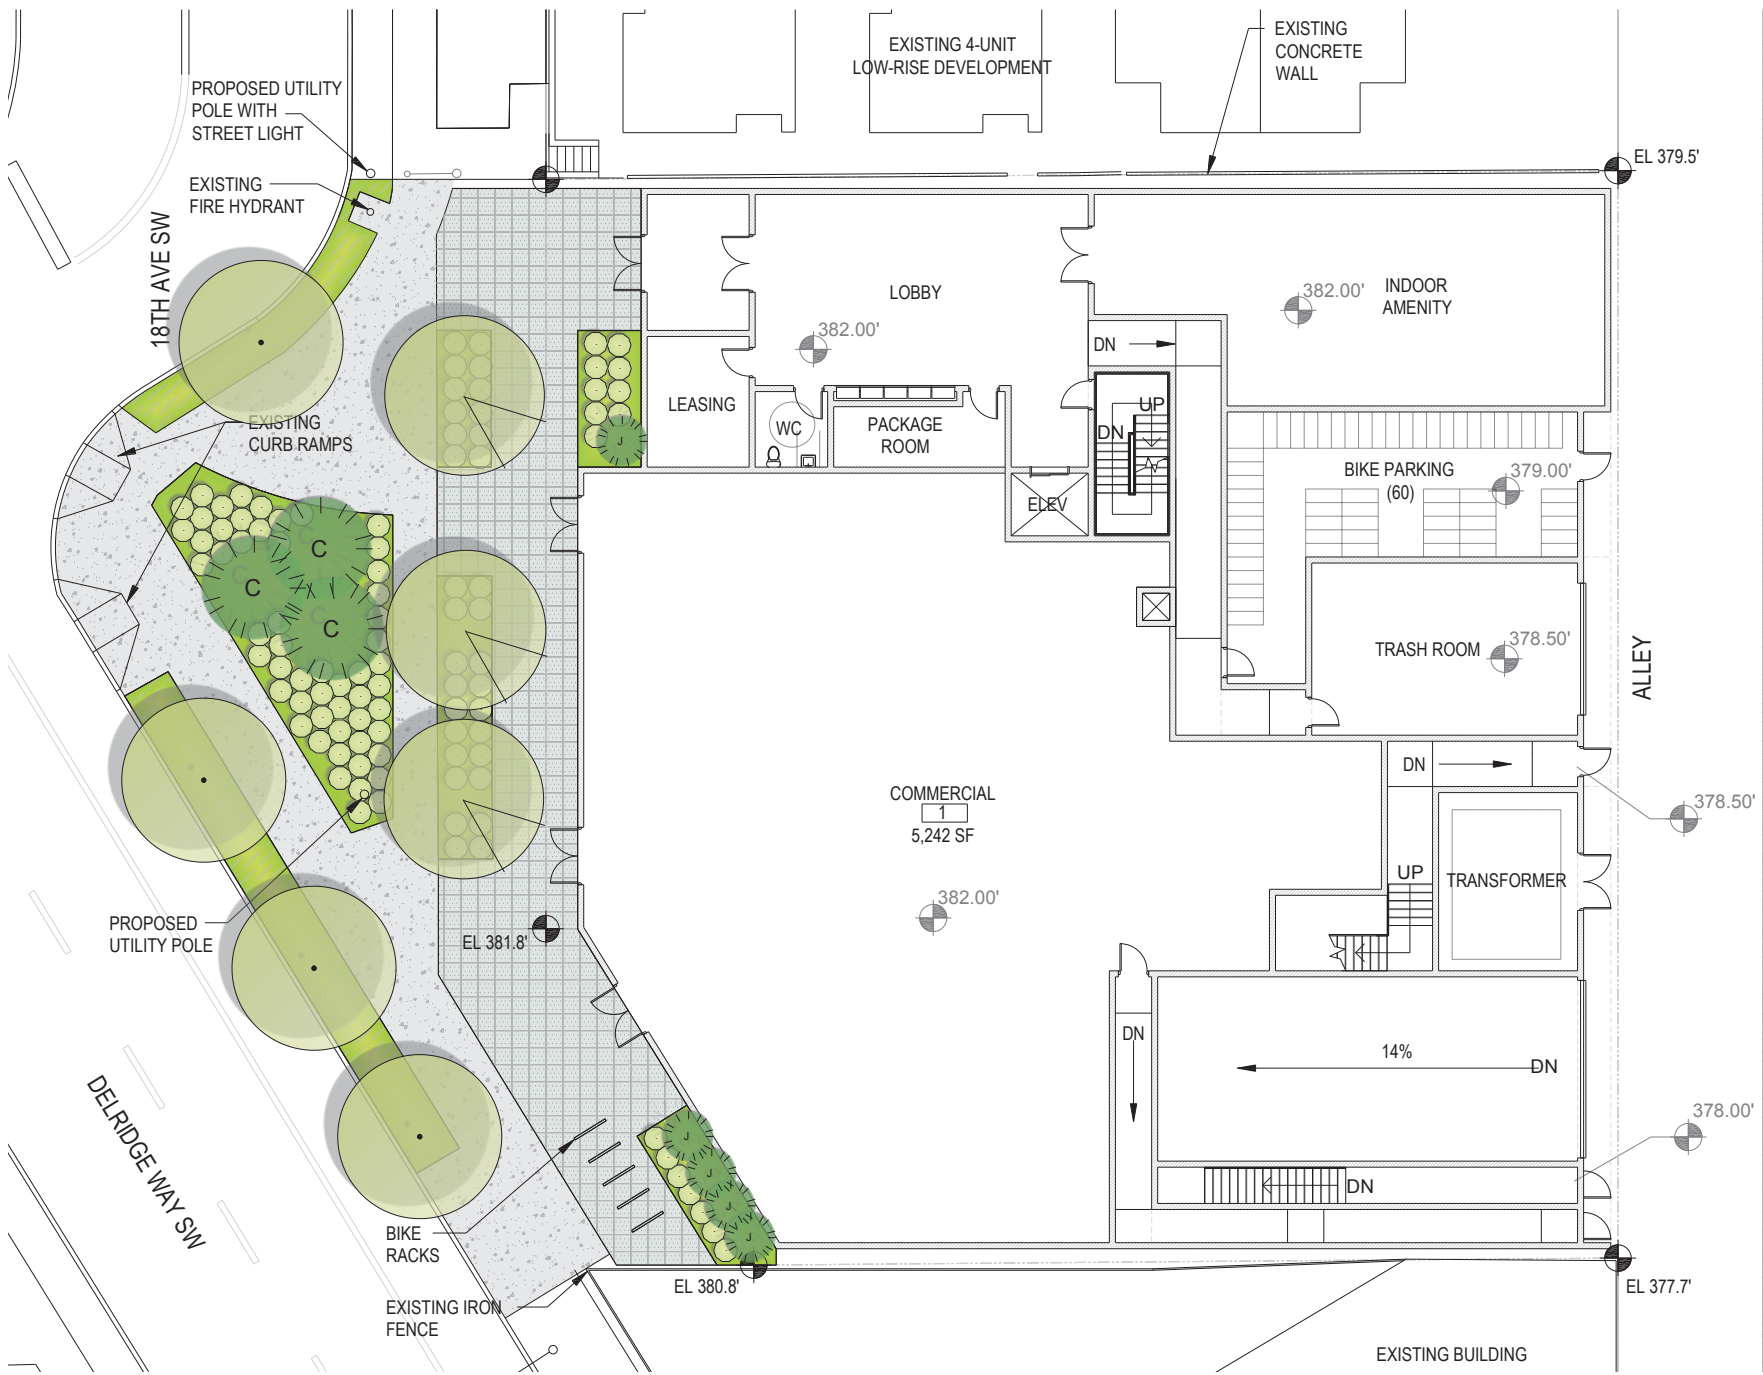 EXISTING 4-UNIT
LOW-RISE DEVELOPMENT
EXISTING
CONCRETE
WALL
PROPOSED UTILITY
POLE WITH
STREET LIGHT
EXISTING
FIRE HYDRANT
EL 379.5'
18TH AVE SW
LOBBY
382.00'
INDOOR
AMENITY
382.00'
DN
LEASING
WC
PACKAGE
ROOM
UP
DN
ELEV
BIKE PARKING
(60)
379.00'
EXISTING
CURB RAMPS
J
C
C
C
C
C
C
TRASH ROOM
378.50'
ALLEY
COMMERCIAL
1
5,242 SF
382.00'
DN
378.50'
UP
TRANSFORMER
PROPOSED
UTILITY POLE
EL 381.8'
DN
14%
DN
378.00'
DELRIDGE WAY SW
J
J
J
J
DN
BIKE
RACKS
EL 380.8'
EL 377.7'
EXISTING IRON
FENCE
EXISTING BUILDING